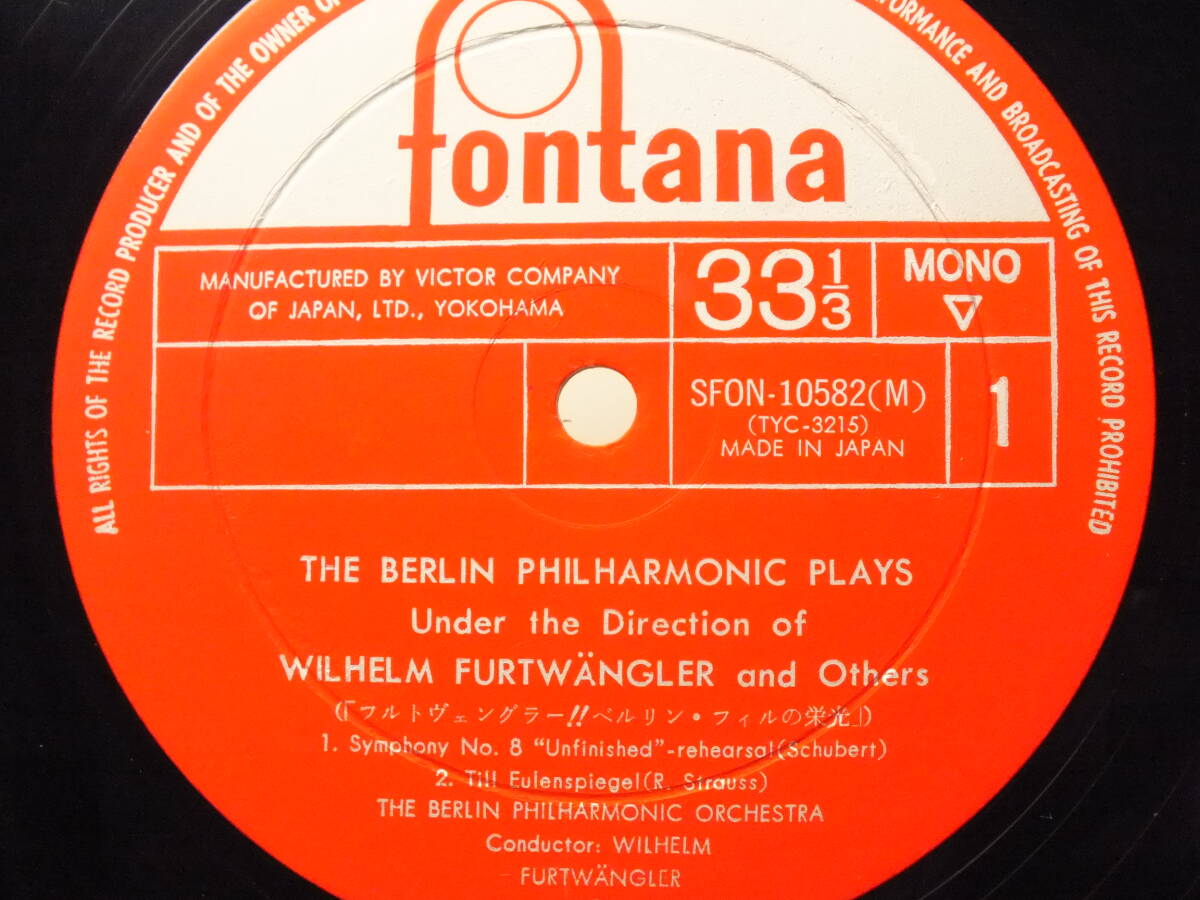 ALL RIGHTS OF THE RECORD PRODUCER AND OF THE OWNER OF
PERFORMANCE AND BROADCASTING OF THIS RECORD PROHIBITED
fontana
MANUFACTURED BY VICTOR COMPANY
OF JAPAN, LTD., YOKOHAMA
33 1/3
MONO
▽
SFON-10582(M)
(TYC-3215)
MADE IN JAPAN
1
THE BERLIN PHILHARMONIC PLAYS
Under the Direction of
WILHELM FURTWÄNGLER and Others
(「フルトヴェングラー!!ベルリン・フィルの栄光」)
1. Symphony No. 8 “Unfinished”-rehearsal(Schubert)
2. Till Eulenspiegel(R. Strauss)
THE BERLIN PHILHARMONIC ORCHESTRA
Conductor: WILHELM
FURTWÄNGLER